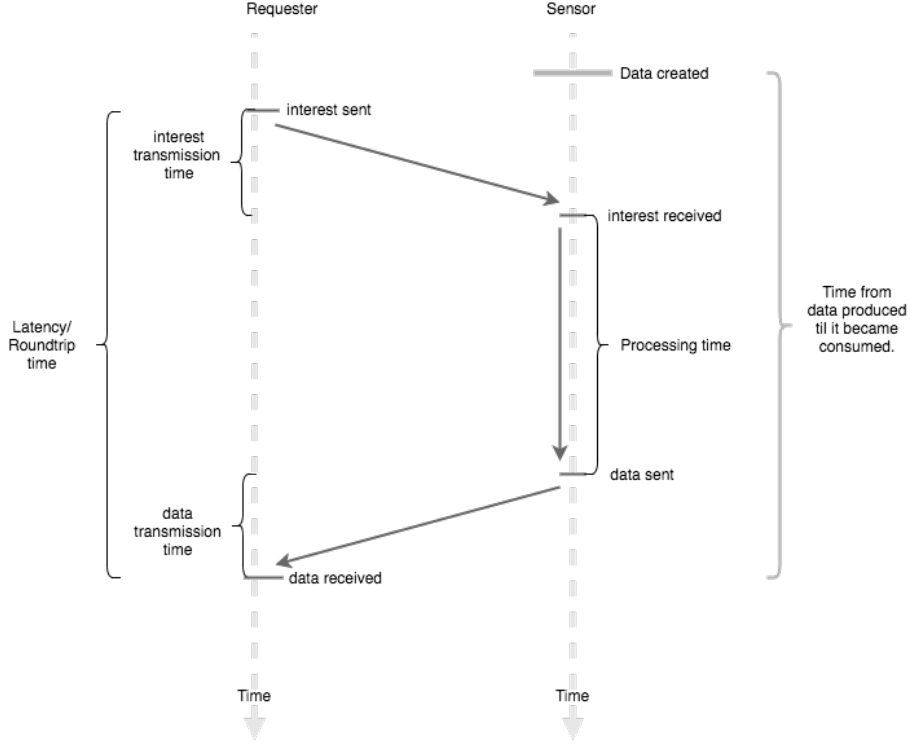 Requester
Sensor
Data created
interest sent
interest
transmission
time
interest received
Time from
data produced
til it became
consumed.
Latency/
Roundtrip
time
Processing time
data sent
data
transmission
time
data received
Time
Time